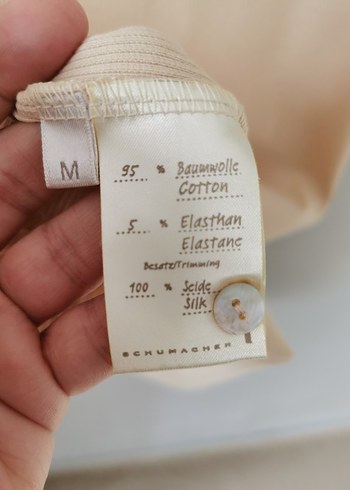 M
95 % Baumwolle
Cotton
5 % Elasthan
Elastane
Besatz/Trimming
100 % Seide
Silk
SCHUMACHER